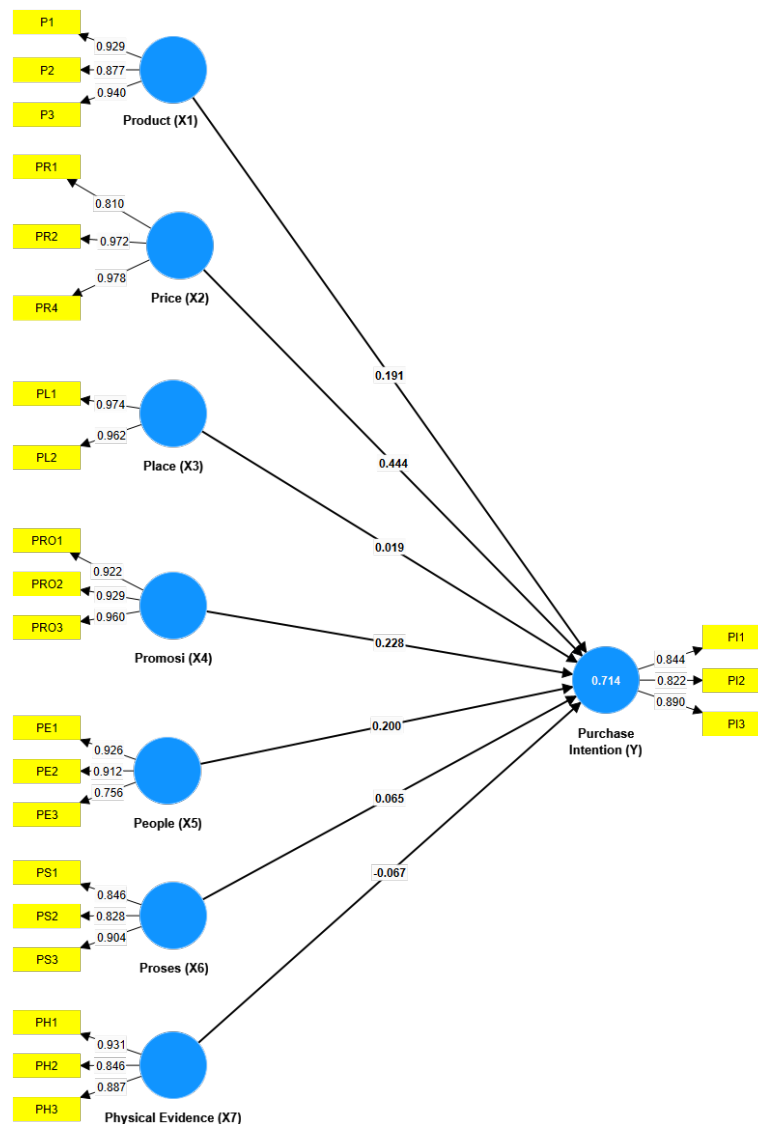 P1
0.929
P2
0.877
P3
0.940
Product (X1)
PR1
0.810
PR2
0.972
PR4
0.978
Price (X2)
PL1
0.974
PL2
0.962
Place (X3)
PRO1
0.922
PRO2
0.929
PRO3
0.960
Promosi (X4)
PE1
0.926
PE2
0.912
PE3
0.756
People (X5)
PS1
0.846
PS2
0.828
PS3
0.904
Proses (X6)
PH1
0.931
PH2
0.846
PH3
0.887
Physical Evidence (X7)
0.191
0.444
0.019
0.228
0.200
0.065
-0.067
0.714
Purchase
Intention (Y)
0.844
PI1
0.822
PI2
0.890
PI3